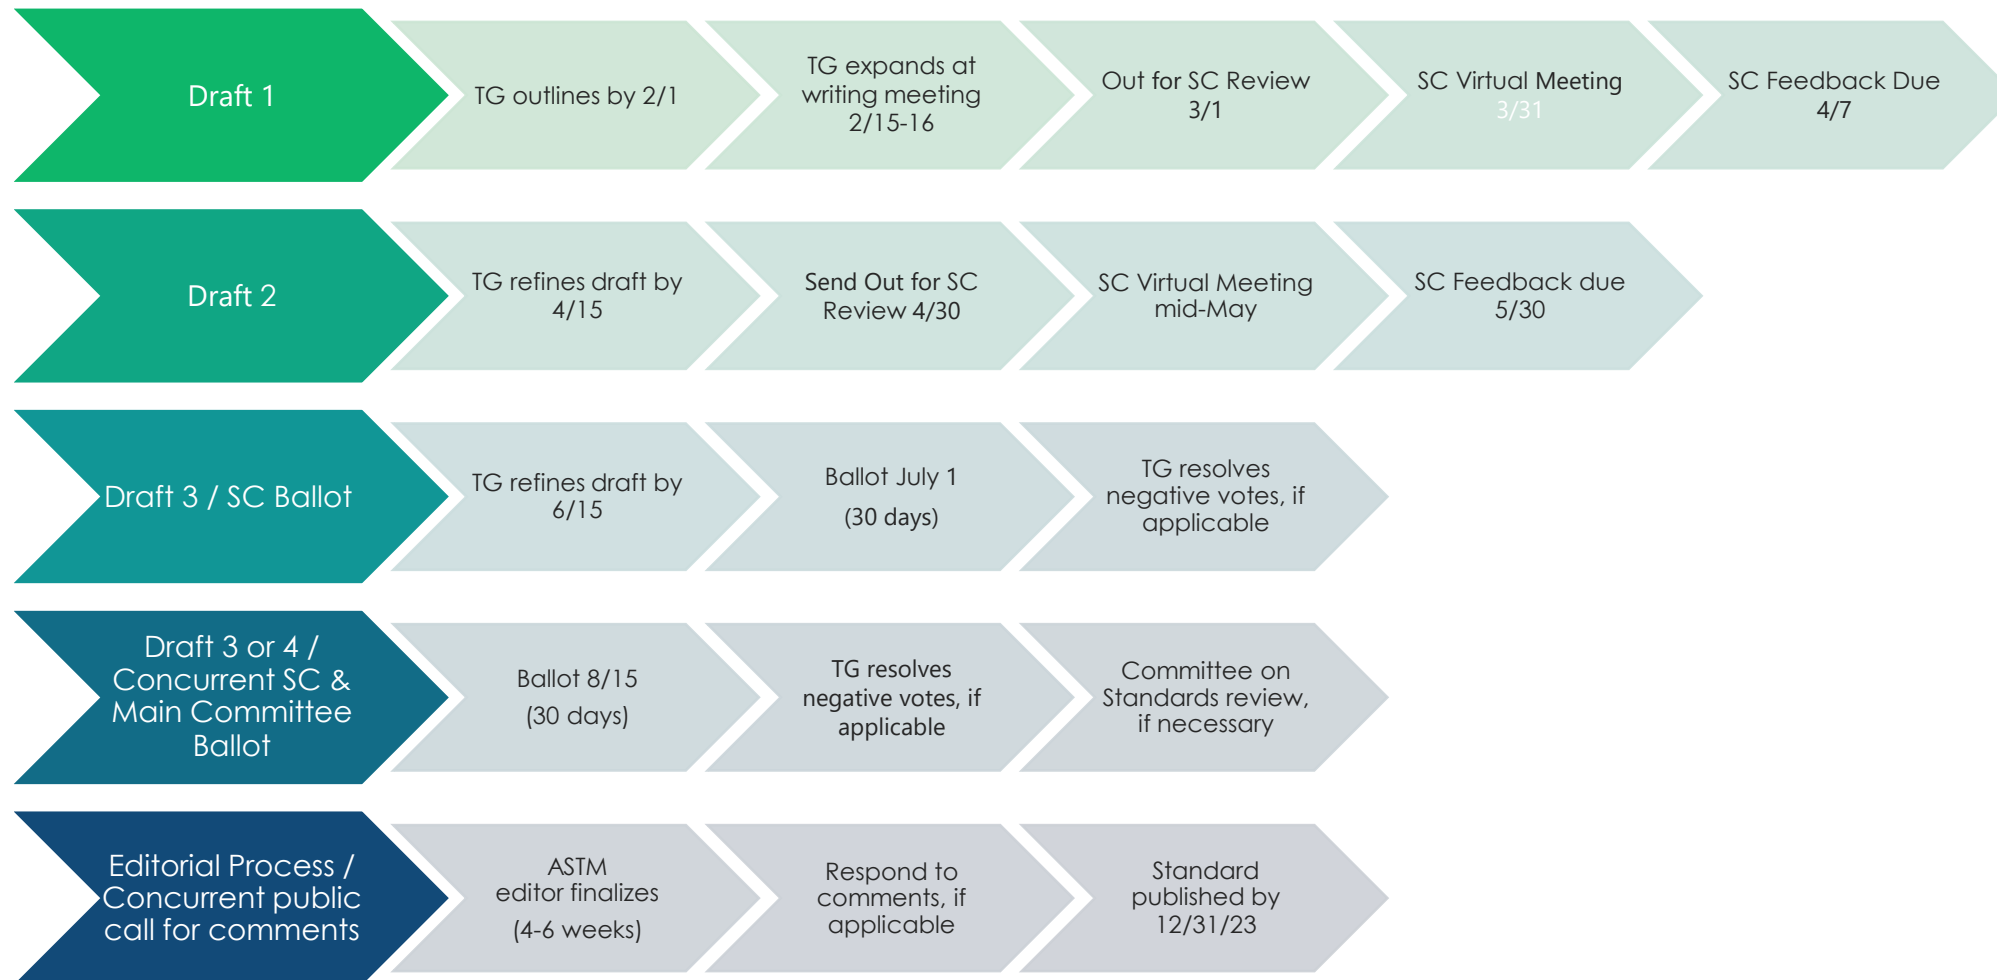 Draft 1
TG outlines by 2/1
TG expands at
writing meeting
2/15-16
Out for SC Review
3/1
SC Virtual Meeting
3/31
SC Feedback Due
4/7
Draft 2
TG refines draft by
4/15
Send Out for SC
Review 4/30
SC Virtual Meeting
mid-May
SC Feedback due
5/30
Draft 3 / SC Ballot
TG refines draft by
6/15
Ballot July 1
(30 days)
TG resolves
negative votes, if
applicable
Draft 3 or 4 /
Concurrent SC &
Main Committee
Ballot
Ballot 8/15
(30 days)
TG resolves
negative votes, if
applicable
Committee on
Standards review,
if necessary
Editorial Process /
Concurrent public
call for comments
ASTM
editor finalizes
(4-6 weeks)
Respond to
comments, if
applicable
Standard
published by
12/31/23